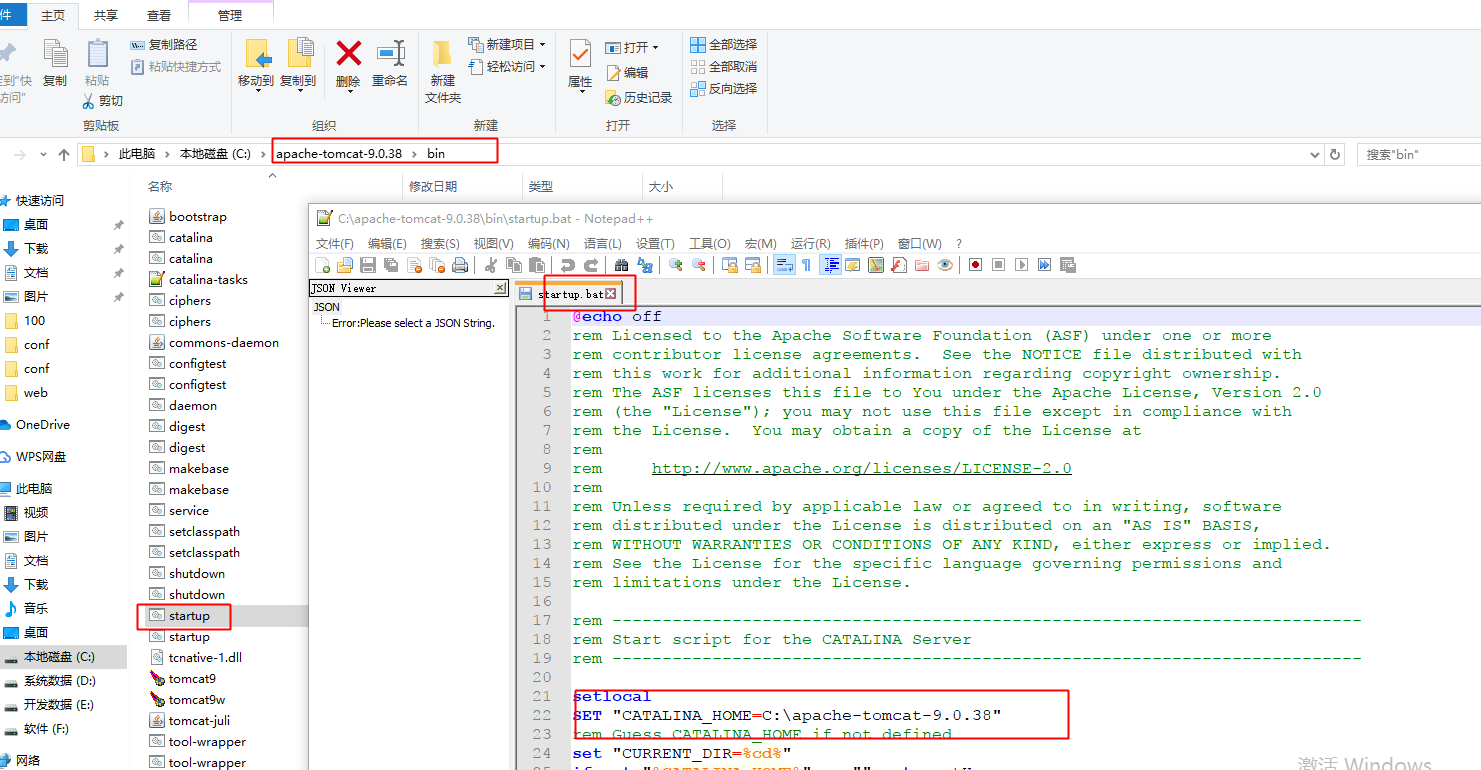 件
主页
共享
查看
管理
定到"快
访问"
复制
粘贴
复制路径
粘贴快捷方式
剪切
剪贴板
移动到
复制到
删除
重命名
组织
新建
文件夹
新建项目
轻松访问
新建
属性
打开
编辑
历史记录
打开
全部选择
全部取消
反向选择
选择
此电脑
本地磁盘 (C:)
apache-tomcat-9.0.38
bin
搜索"bin"
名称
修改日期
类型
大小
快速访问
桌面
下载
文档
图片
100
conf
conf
web
OneDrive
WPS网盘
此电脑
视频
图片
文档
下载
音乐
桌面
本地磁盘 (C:)
系统数据 (D:)
开发数据 (E:)
软件 (F:)
网络
bootstrap
catalina
catalina
catalina-tasks
ciphers
ciphers
commons-daemon
configtest
configtest
daemon
digest
digest
makebase
makebase
service
setclasspath
setclasspath
shutdown
shutdown
startup
startup
tcnative-1.dll
tomcat9
tomcat9w
tomcat-juli
tool-wrapper
tool-wrapper
C:\apache-tomcat-9.0.38\bin\startup.bat - Notepad++
文件(F) 编辑(E) 搜索(S) 视图(V) 编码(N) 语言(L) 设置(T) 工具(O) 宏(M) 运行(R) 插件(P) 窗口(W) ?
JSON Viewer
JSON
Error:Please select a JSON String.
startup.bat
1 @echo off
2 rem Licensed to the Apache Software Foundation (ASF) under one or more
3 rem contributor license agreements.  See the NOTICE file distributed with
4 rem this work for additional information regarding copyright ownership.
5 rem The ASF licenses this file to You under the Apache License, Version 2.0
6 rem (the "License"); you may not use this file except in compliance with
7 rem the License.  You may obtain a copy of the License at
8 rem
9 rem     http://www.apache.org/licenses/LICENSE-2.0
10 rem
11 rem Unless required by applicable law or agreed to in writing, software
12 rem distributed under the License is distributed on an "AS IS" BASIS,
13 rem WITHOUT WARRANTIES OR CONDITIONS OF ANY KIND, either express or implied.
14 rem See the License for the specific language governing permissions and
15 rem limitations under the License.
16
17 rem ---------------------------------------------------------------------------
18 rem Start script for the CATALINA Server
19 rem ---------------------------------------------------------------------------
20
21 setlocal
22 SET "CATALINA_HOME=C:\apache-tomcat-9.0.38"
23 rem Guess CATALINA_HOME if not defined
24 set "CURRENT_DIR=%cd%"
激活 Windows